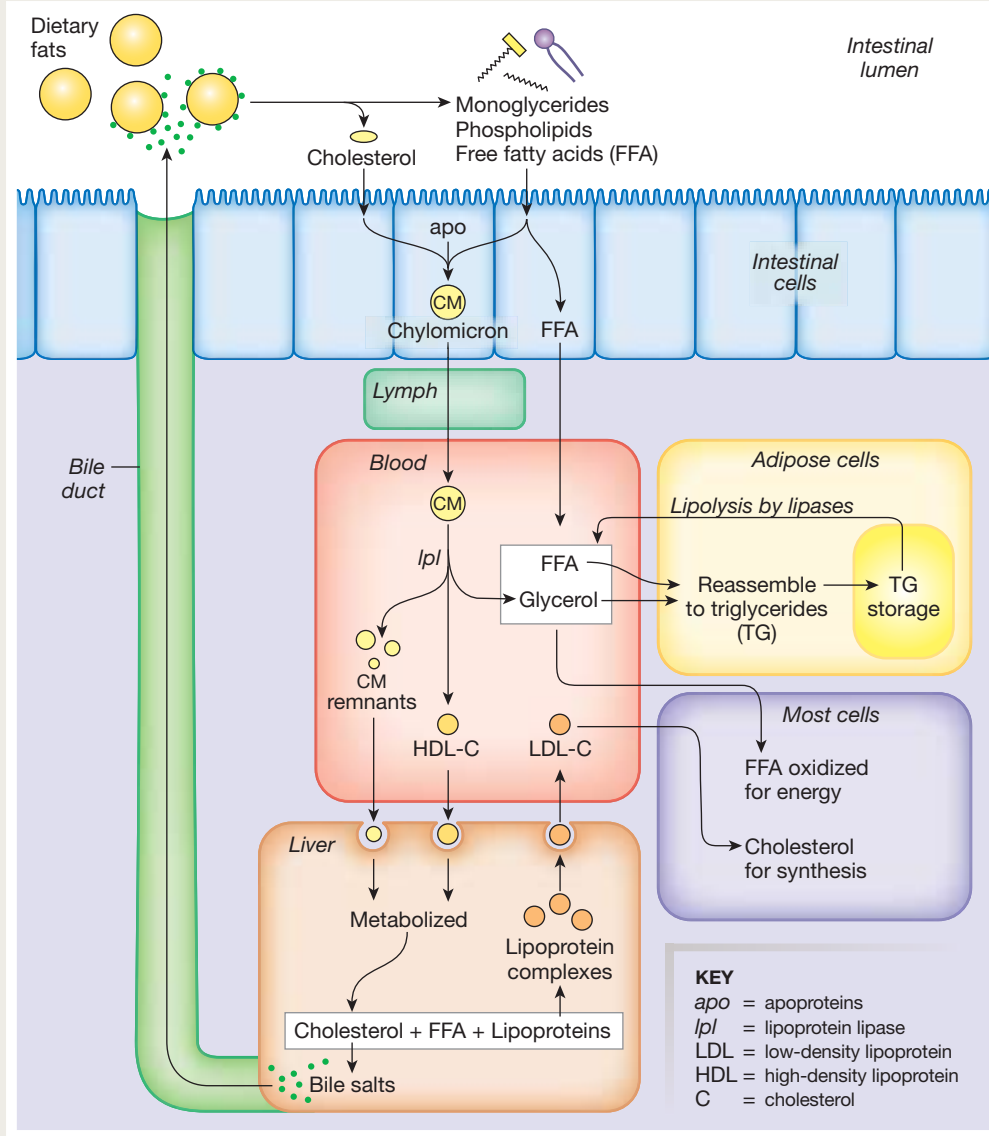 Dietary
fats
Intestinal
lumen
Monoglycerides
Phospholipids
Free fatty acids (FFA)
Cholesterol
apo
CM
Chylomicron
FFA
Intestinal
cells
Lymph
Bile
duct
Blood
CM
lpl
FFA
Glycerol
CM
remnants
HDL-C
LDL-C
Adipose cells
Lipolysis by lipases
Reassemble
to triglycerides
(TG)
TG
storage
Most cells
FFA oxidized
for energy
Cholesterol
for synthesis
Liver
Metabolized
Lipoprotein
complexes
Cholesterol + FFA + Lipoproteins
Bile salts
KEY
apo = apoproteins
lpl = lipoprotein lipase
LDL = low-density lipoprotein
HDL = high-density lipoprotein
C = cholesterol